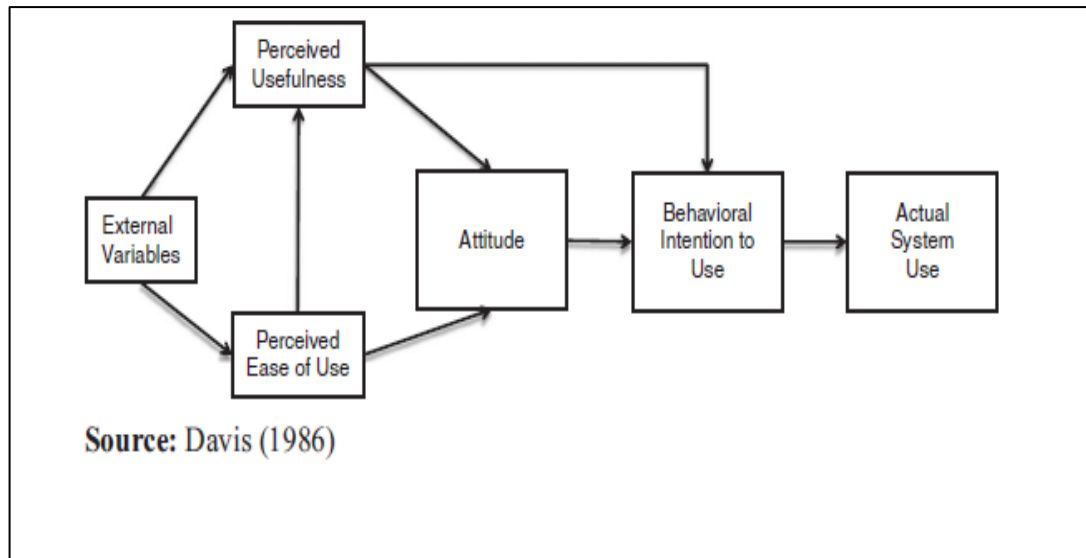 Perceived
Usefulness
External
Variables
Perceived
Ease of Use
Attitude
Behavioral
Intention to
Use
Actual
System
Use
Source: Davis (1986)